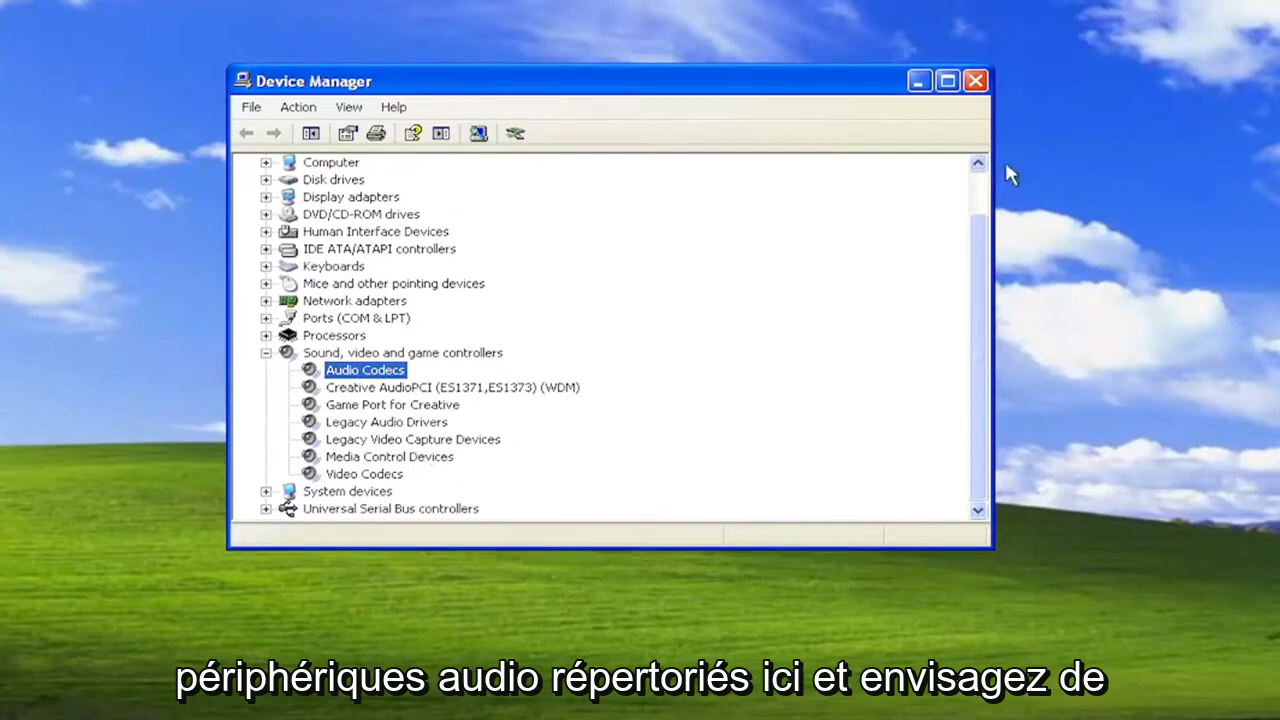 Device Manager
File Action View Help
Computer
Disk drives
Display adapters
DVD/CD-ROM drives
Human Interface Devices
IDE ATA/ATAPI controllers
Keyboards
Mice and other pointing devices
Network adapters
Ports (COM & LPT)
Processors
Sound, video and game controllers
Audio Codecs
Creative AudioPCI (ES1371,ES1373) (WDM)
Game Port for Creative
Legacy Audio Drivers
Legacy Video Capture Devices
Media Control Devices
Video Codecs
System devices
Universal Serial Bus controllers
périphériques audio répertoriés ici et envisagez de